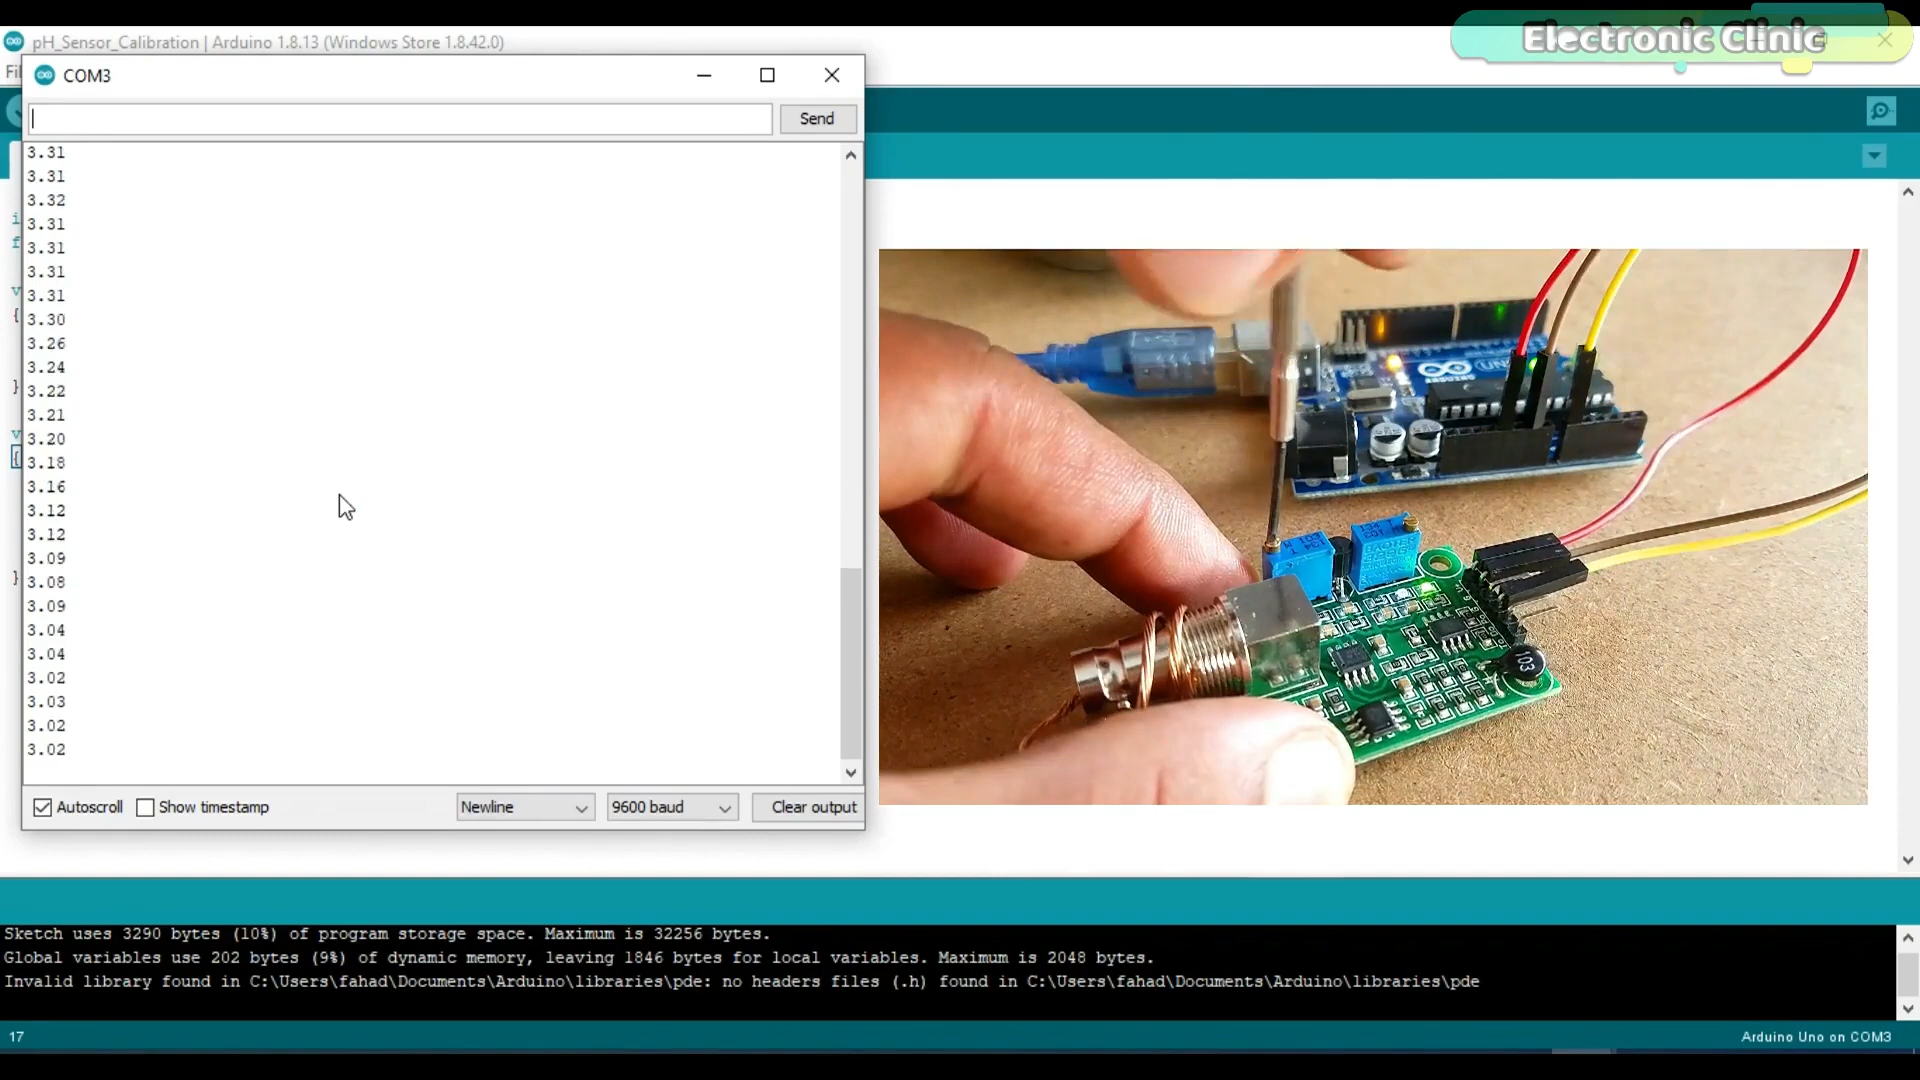 Electronic Clinic
pH_Sensor_Calibration | Arduino 1.8.13 (Windows Store 1.8.42.0)
COM3
Send
3.31
3.31
3.32
3.31
3.31
3.31
3.31
3.30
3.26
3.24
3.22
3.21
3.20
3.18
3.16
3.12
3.12
3.09
3.08
3.09
3.04
3.04
3.02
3.03
3.02
3.02
Autoscroll
Show timestamp
Newline
9600 baud
Clear output
UNO
103
Sketch uses 3290 bytes (10%) of program storage space. Maximum is 32256 bytes.
Global variables use 202 bytes (9%) of dynamic memory, leaving 1846 bytes for local variables. Maximum is 2048 bytes.
Invalid library found in C:\Users\fahad\Documents\Arduino\libraries\pde: no headers files (.h) found in C:\Users\fahad\Documents\Arduino\libraries\pde
17
Arduino Uno on COM3